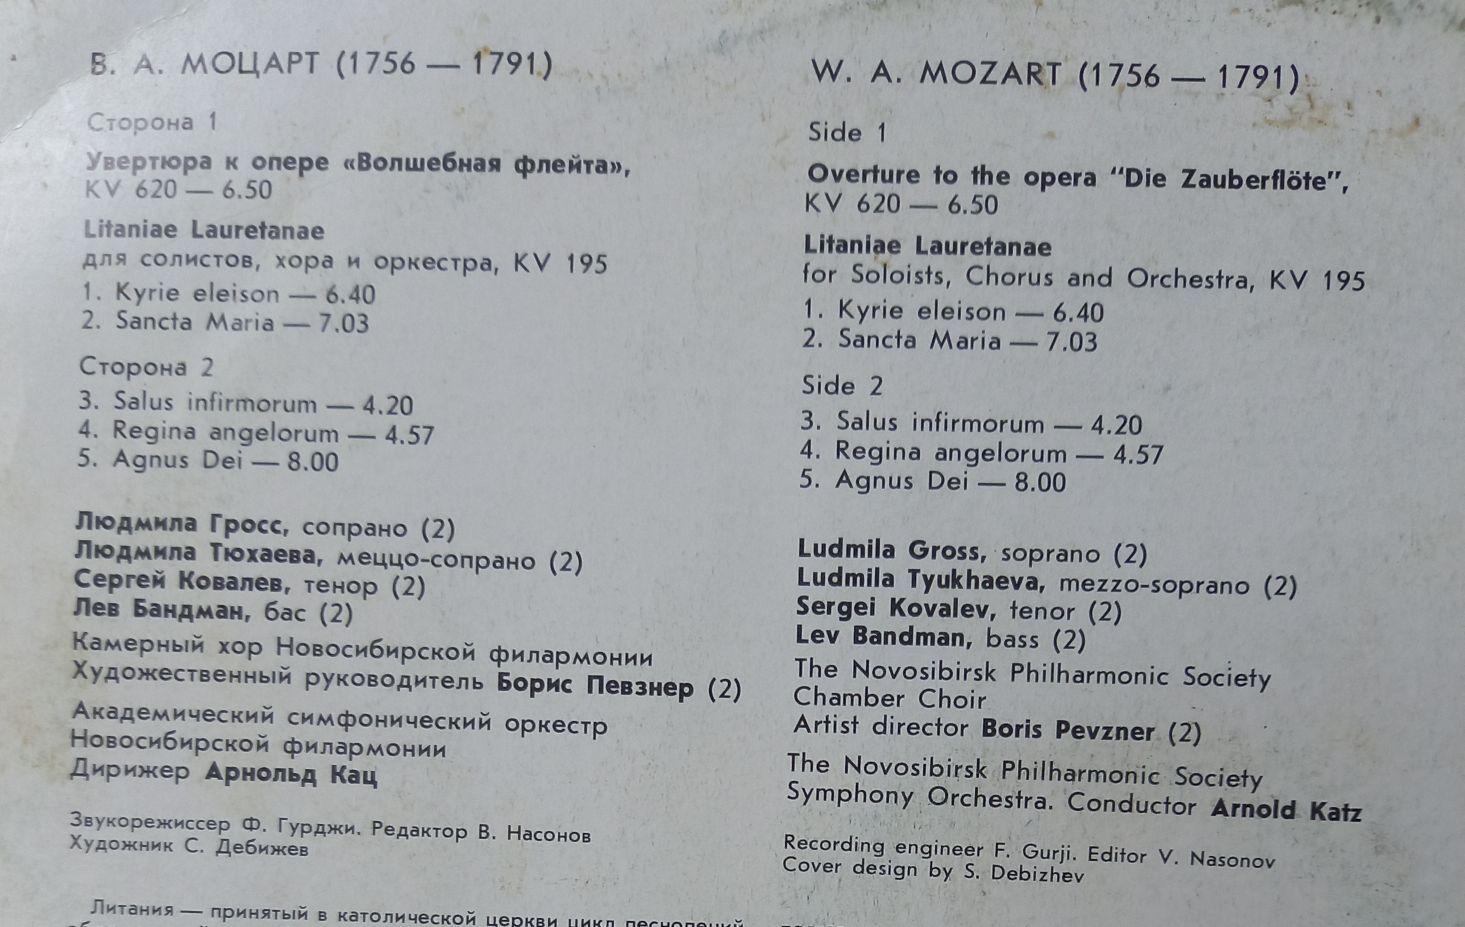 В. А. МОЦАРТ (1756 — 1791)
Сторона 1
Увертюра к опере «Волшебная флейта»,
KV 620 — 6.50
Litaniae Lauretanae
для солистов, хора и оркестра, KV 195
1. Kyrie eleison — 6.40
2. Sancta Maria — 7.03
Сторона 2
3. Salus infirmorum — 4.20
4. Regina angelorum — 4.57
5. Agnus Dei — 8.00
Людмила Гросс, сопрано (2)
Людмила Тюхаева, меццо-сопрано (2)
Сергей Ковалев, тенор (2)
Лев Бандман, бас (2)
Камерный хор Новосибирской филармонии
Художественный руководитель Борис Певзнер (2)
Академический симфонический оркестр
Новосибирской филармонии
Дирижер Арнольд Кац
Звукорежиссер Ф. Гурджи. Редактор В. Насонов
Художник С. Дебижев
Литания — принятый в католической церкви цикл песнопений
W. A. MOZART (1756 — 1791)
Side 1
Overture to the opera “Die Zauberflöte”,
KV 620 — 6.50
Litaniae Lauretanae
for Soloists, Chorus and Orchestra, KV 195
1. Kyrie eleison — 6.40
2. Sancta Maria — 7.03
Side 2
3. Salus infirmorum — 4.20
4. Regina angelorum — 4.57
5. Agnus Dei — 8.00
Ludmila Gross, soprano (2)
Ludmila Tyukhaeva, mezzo-soprano (2)
Sergei Kovalev, tenor (2)
Lev Bandman, bass (2)
The Novosibirsk Philharmonic Society
Chamber Choir
Artist director Boris Pevzner (2)
The Novosibirsk Philharmonic Society
Symphony Orchestra. Conductor Arnold Katz
Recording engineer F. Gurji. Editor V. Nasonov
Cover design by S. Debizhev